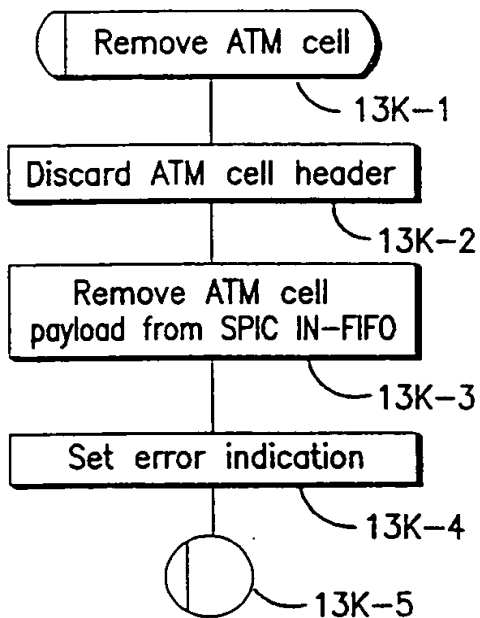 Remove ATM cell
13K-1
Discard ATM cell header
13K-2
Remove ATM cell
payload from SPIC IN-FIFO
13K-3
Set error indication
13K-4
13K-5